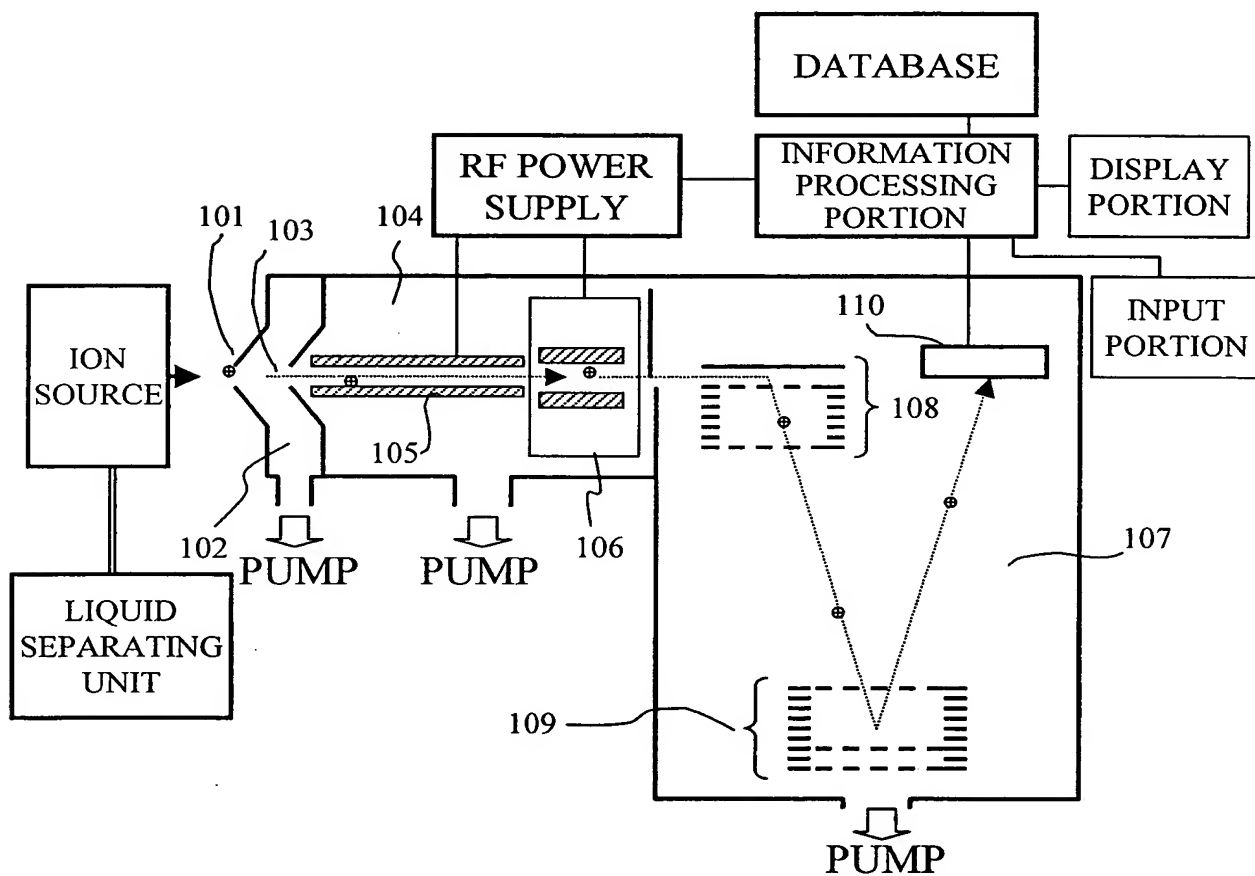 DATABASE
RF POWER
SUPPLY
INFORMATION
PROCESSING
PORTION
DISPLAY
PORTION
INPUT
PORTION
101
103
104
110
ION
SOURCE
108
105
102
106
PUMP
PUMP
107
LIQUID
SEPARATING
UNIT
109
PUMP